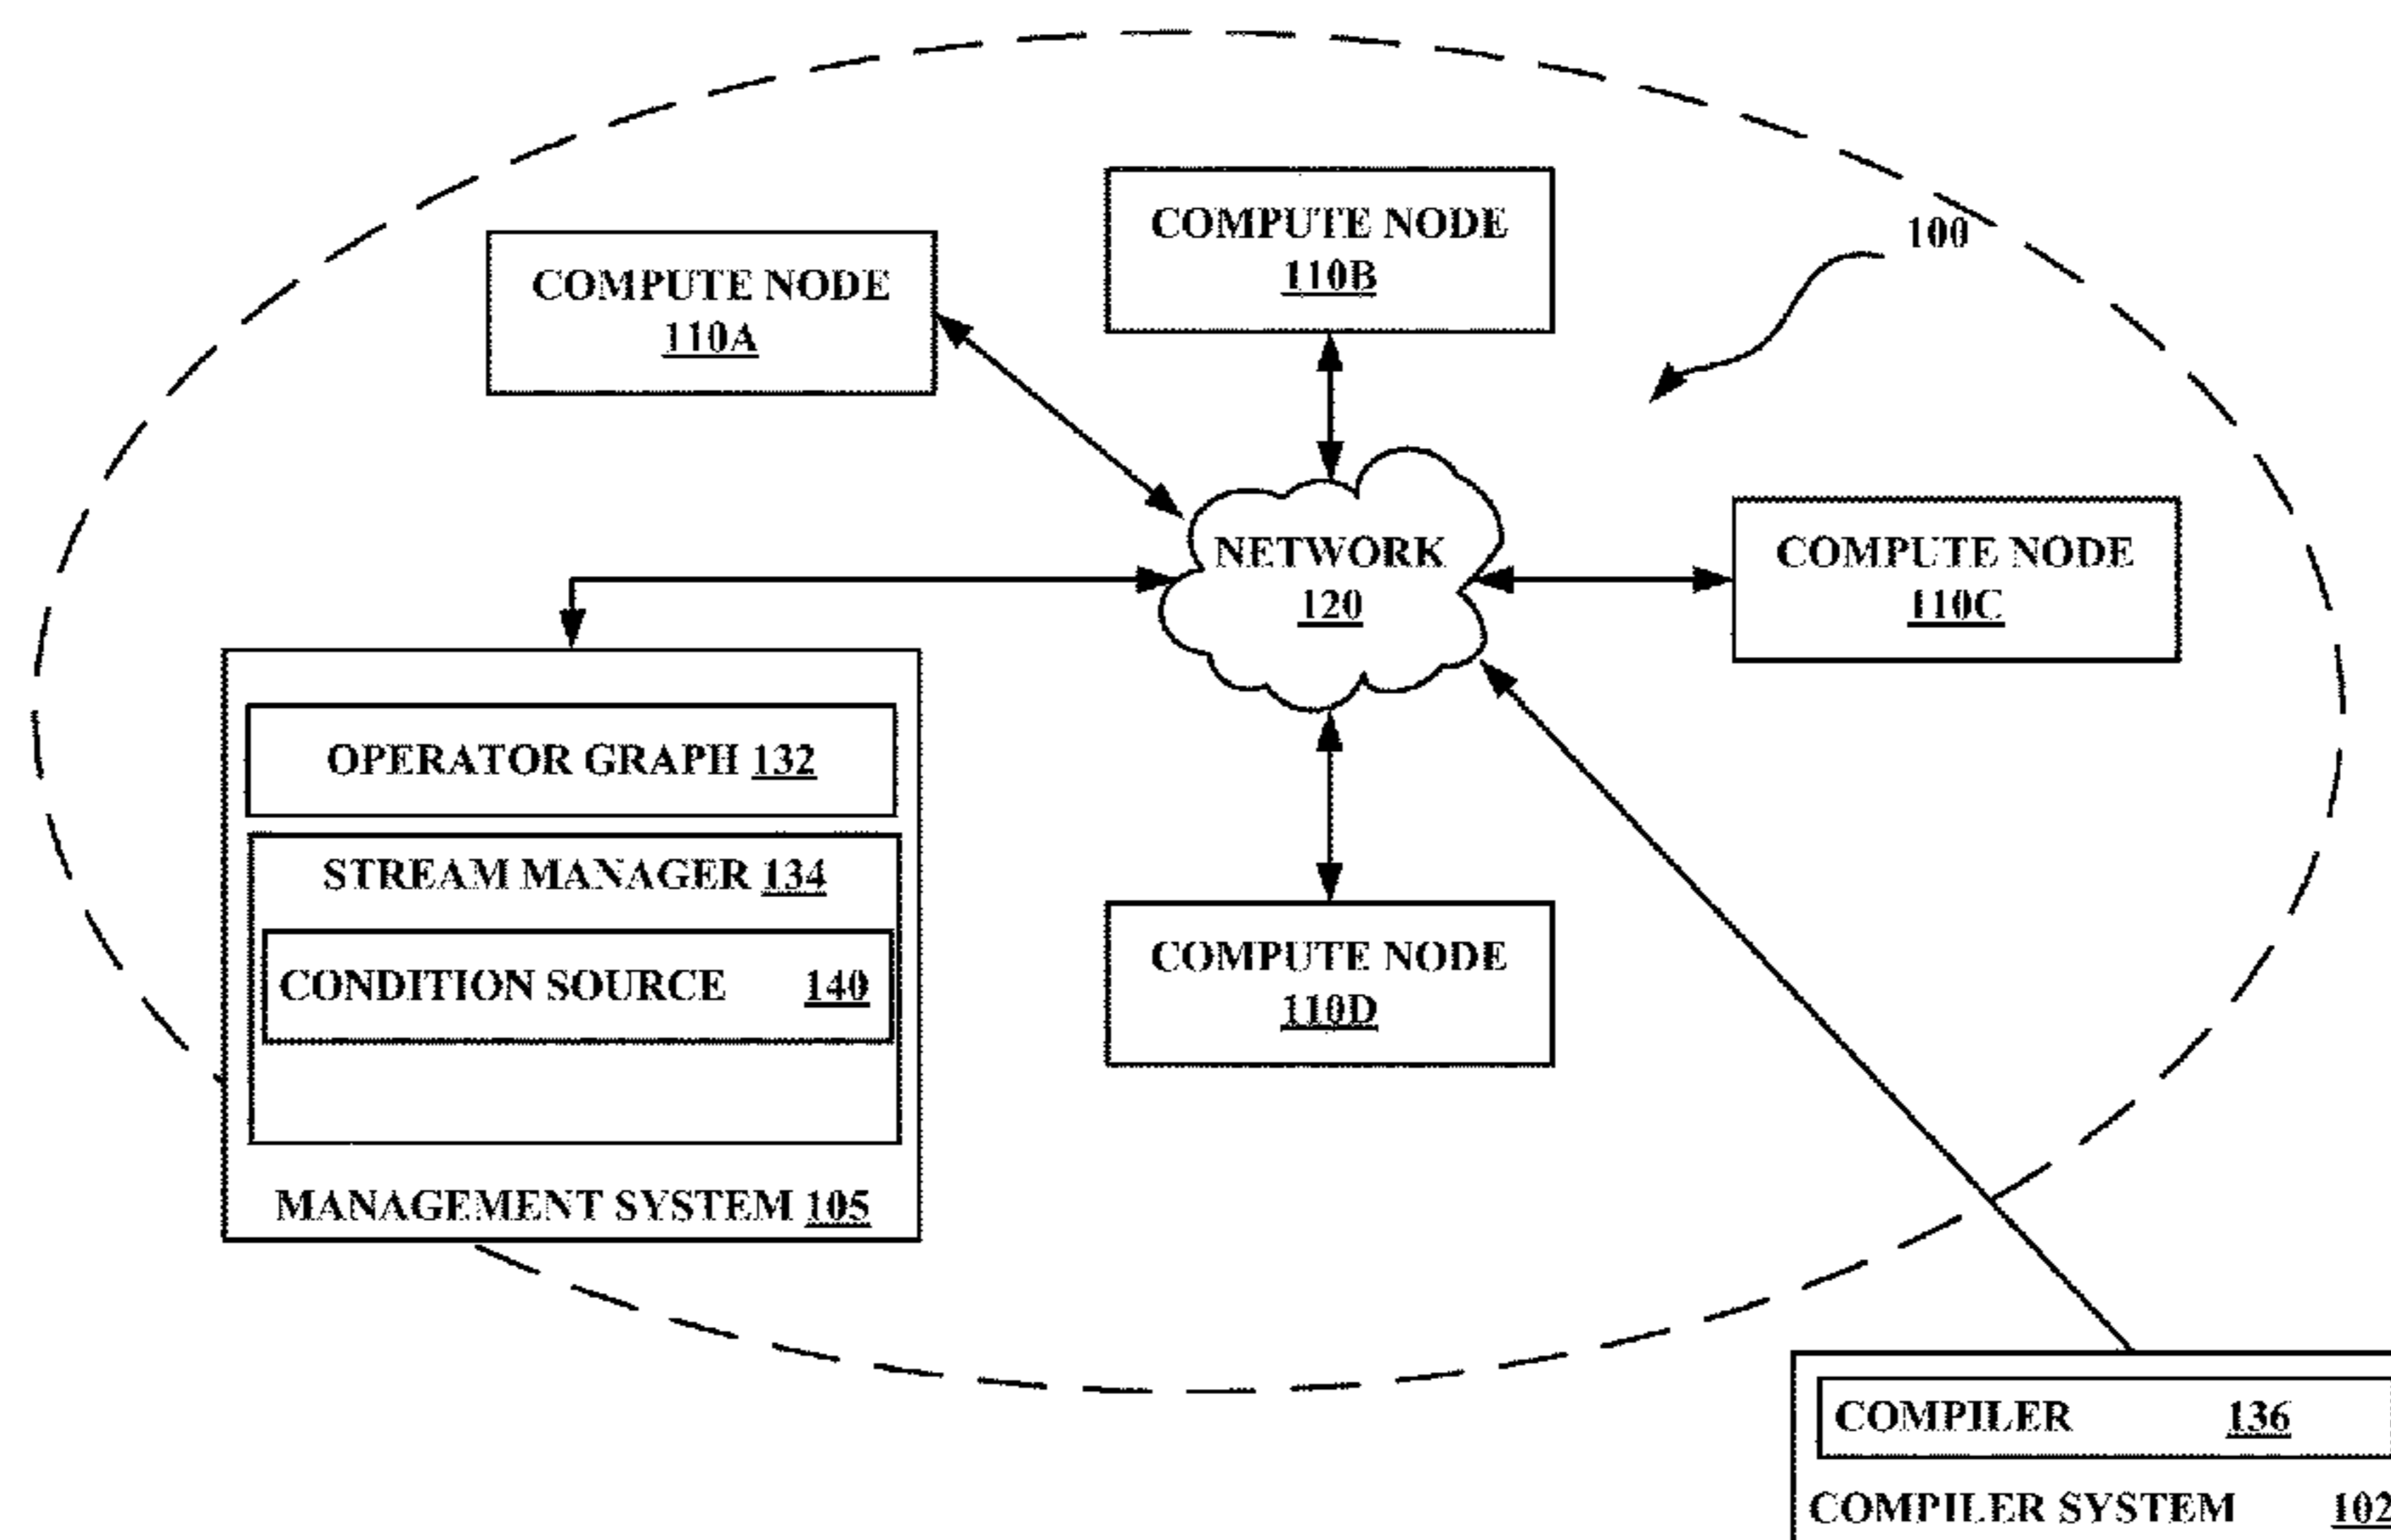 COMPUTE NODE
110B
100
COMPUTE NODE
110A
NETWORK
120
COMPUTE NODE
110C
OPERATOR GRAPH 132
STREAM MANAGER 134
CONDITION SOURCE 140
MANAGEMENT SYSTEM 105
COMPUTE NODE
110D
COMPILER 136
COMPILER SYSTEM 102